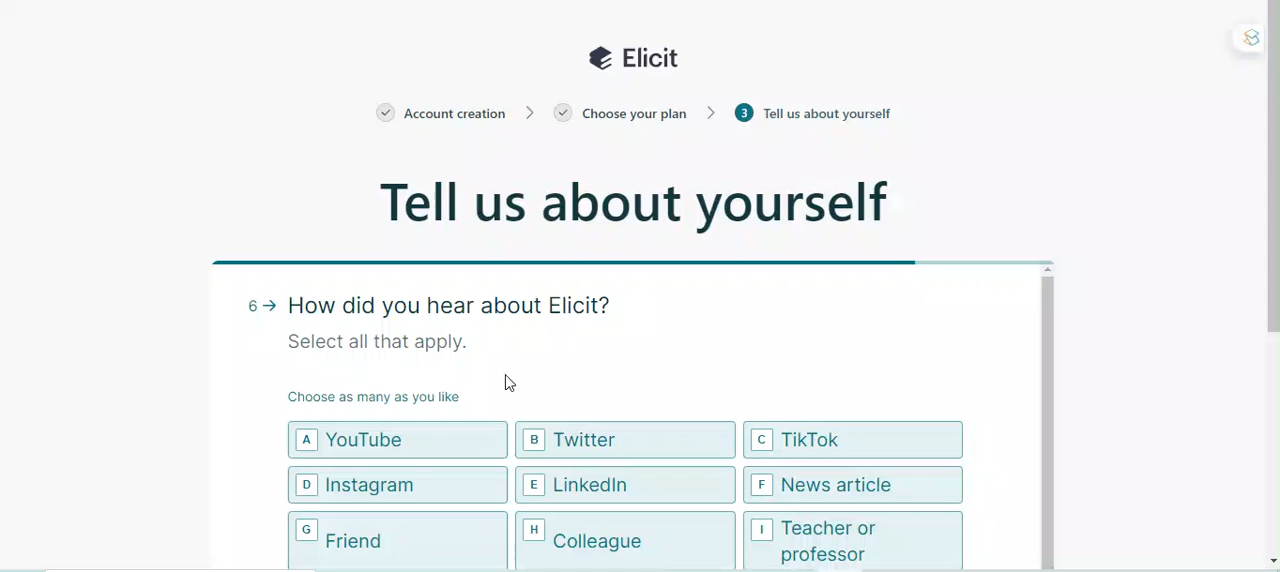 Elicit
Account creation
Choose your plan
3 Tell us about yourself
Tell us about yourself
6 → How did you hear about Elicit?
Select all that apply.
Choose as many as you like
A YouTube
B Twitter
C TikTok
D Instagram
E LinkedIn
F News article
G Friend
H Colleague
I Teacher or
professor